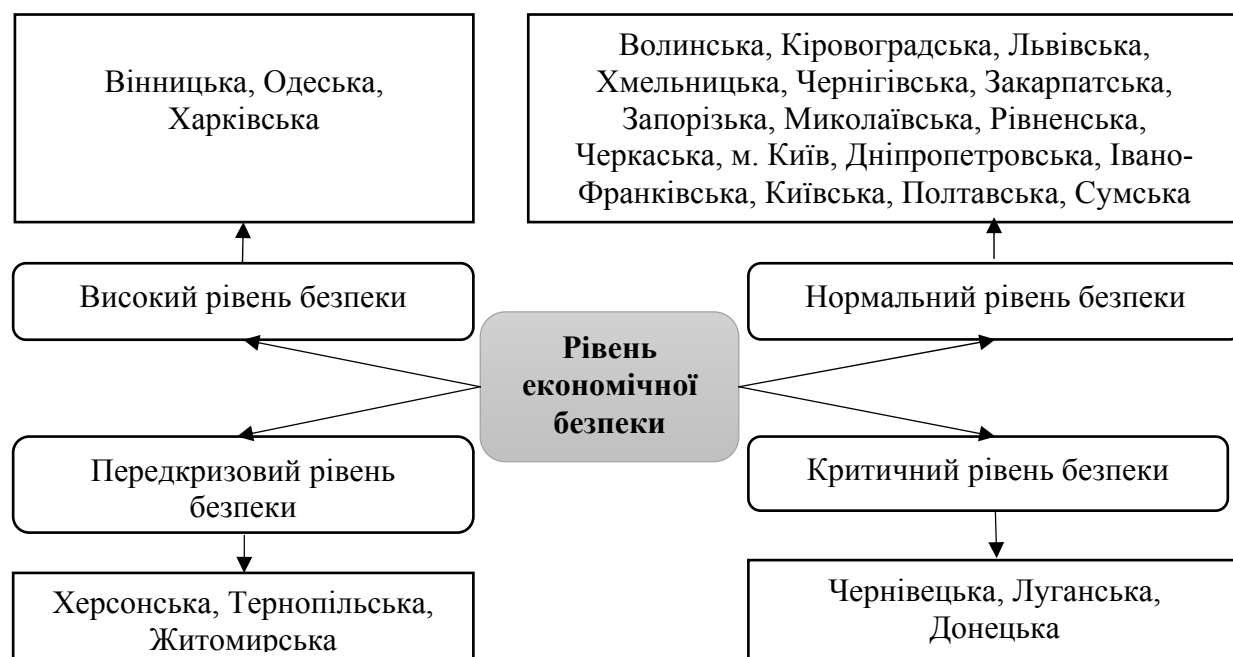 Вінницька, Одеська,
Харківська
Волинська, Кіровоградська, Львівська,
Хмельницька, Чернігівська, Закарпатська,
Запорізька, Миколаївська, Рівненська,
Черкаська, м. Київ, Дніпропетровська, Івано-
Франківська, Київська, Полтавська, Сумська
Високий рівень безпеки
Нормальний рівень безпеки
Рівень
економічної
безпеки
Передкризовий рівень
безпеки
Критичний рівень безпеки
Херсонська, Тернопільська,
Житомирська
Чернівецька, Луганська,
Донецька